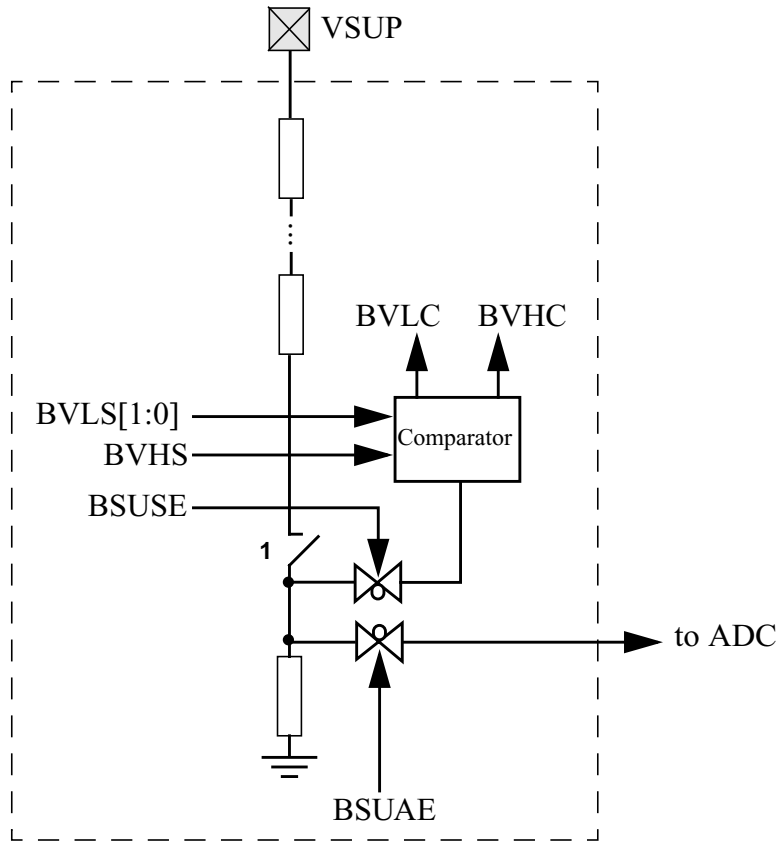 VSUP
BVLC BVHC
BVLS[1:0]
Comparator
BVHS
BSUSE
1
to ADC
BSUAE